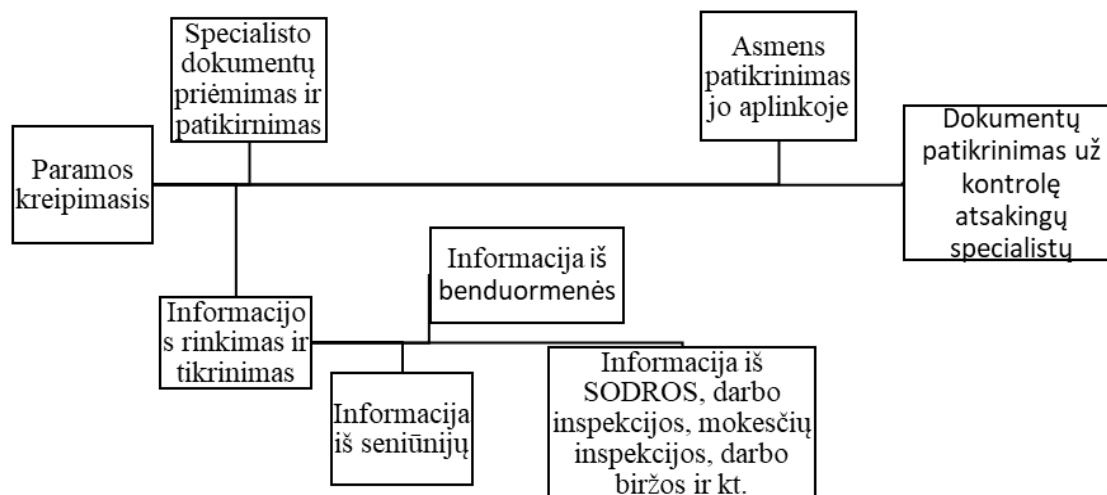 Specialisto
dokumentų
priėmimas ir
patikirnimas
Asmens
patikrinimas
jo aplinkoje
Paramos
kreipimasis
Dokumentų
patikrinimas už
kontrolę
atsakingų
specialistų
Informacija iš
benduormenės
Informacijo
s rinkimas ir
tikrinimas
Informacija
iš seniūnijų
Informacija iš
SODROS, darbo
inspekcijos, mokesčių
inspekcijos, darbo
biržos ir kt.